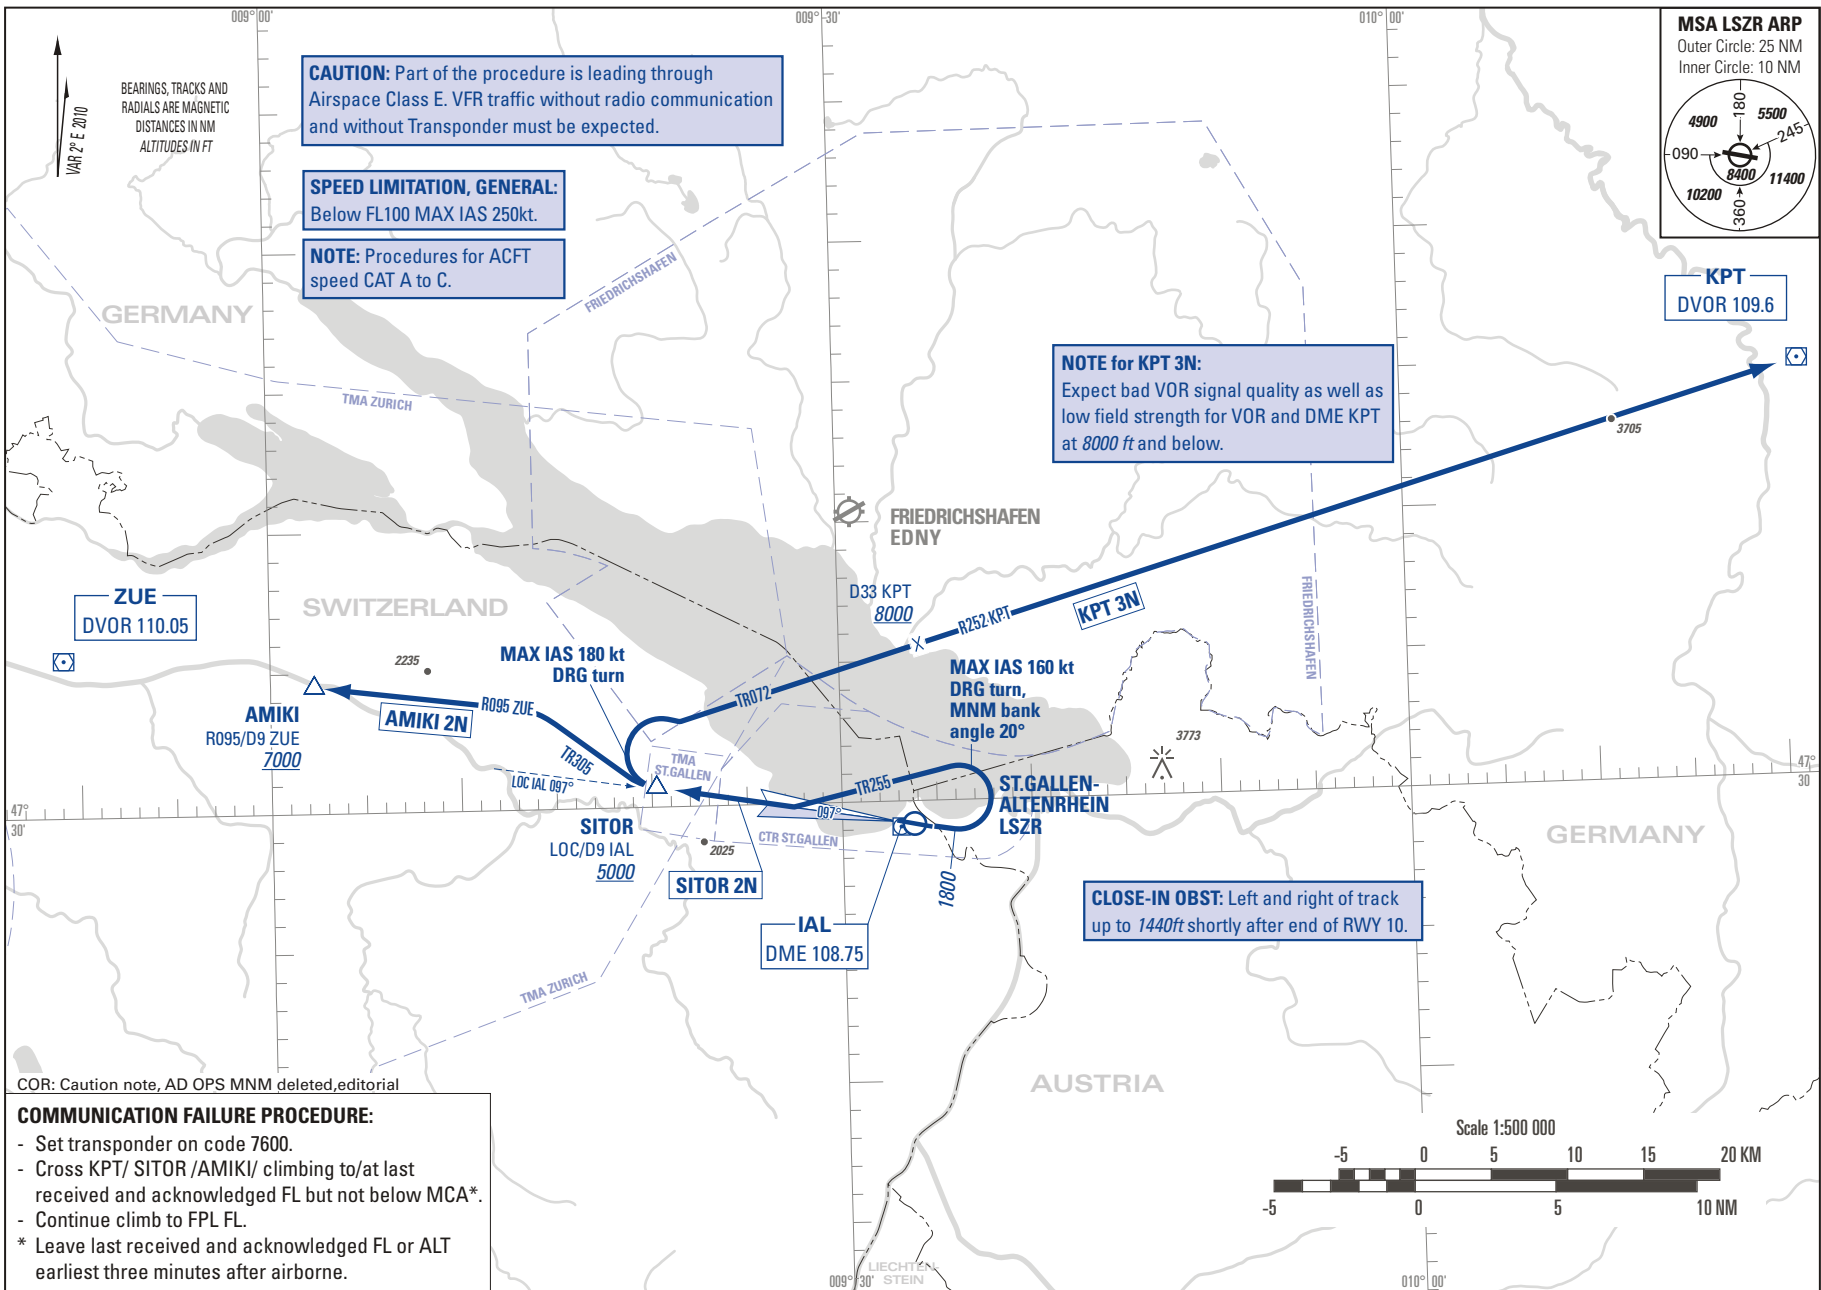 009° 00'
009° 30'
010° 00'
VAR 2° E 2010
BEARINGS, TRACKS AND
RADIALS ARE MAGNETIC
DISTANCES IN NM
ALTITUDES IN FT
CAUTION: Part of the procedure is leading through
Airspace Class E. VFR traffic without radio communication
and without Transponder must be expected.
SPEED LIMITATION, GENERAL:
Below FL100 MAX IAS 250kt.
NOTE: Procedures for ACFT
speed CAT A to C.
MSA LSZR ARP
Outer Circle: 25 NM
Inner Circle: 10 NM
180
4900
5500
245
090
8400
11400
10200
360
FRIEDRICHSHAFEN
GERMANY
KPT
DVOR 109.6
NOTE for KPT 3N:
Expect bad VOR signal quality as well as
low field strength for VOR and DME KPT
at 8000 ft and below.
TMA ZURICH
3705
FRIEDRICHSHAFEN
EDNY
ZUE
DVOR 110.05
SWITZERLAND
D33 KPT
8000
R252 KPT
KPT 3N
FRIEDRICHSHAFEN
2235
MAX IAS 180 kt
DRG turn
MAX IAS 160 kt
DRG turn,
MNM bank
angle 20°
TR072
R095 ZUE
AMIKI 2N
AMIKI
R095/D9 ZUE
7000
TR305
LOC IAL 097°
TMA
ST.GALLEN
TR255
3773
ST.GALLEN-
ALTENRHEIN
LSZR
47°
30'
47°
30'
097°
SITOR
LOC/D9 IAL
5000
CTR ST.GALLEN
2025
SITOR 2N
1800
GERMANY
CLOSE-IN OBST: Left and right of track
up to 1440ft shortly after end of RWY 10.
IAL
DME 108.75
TMA ZURICH
AUSTRIA
COR: Caution note, AD OPS MNM deleted,editorial
COMMUNICATION FAILURE PROCEDURE:
- Set transponder on code 7600.
- Cross KPT/ SITOR /AMIKI/ climbing to/at last
received and acknowledged FL but not below MCA*.
- Continue climb to FPL FL.
* Leave last received and acknowledged FL or ALT
earliest three minutes after airborne.
Scale 1:500 000
-5 0 5 10 15 20 KM
-5 0 5 10 NM
LIECHTEN-
STEIN
009° 30'
010° 00'